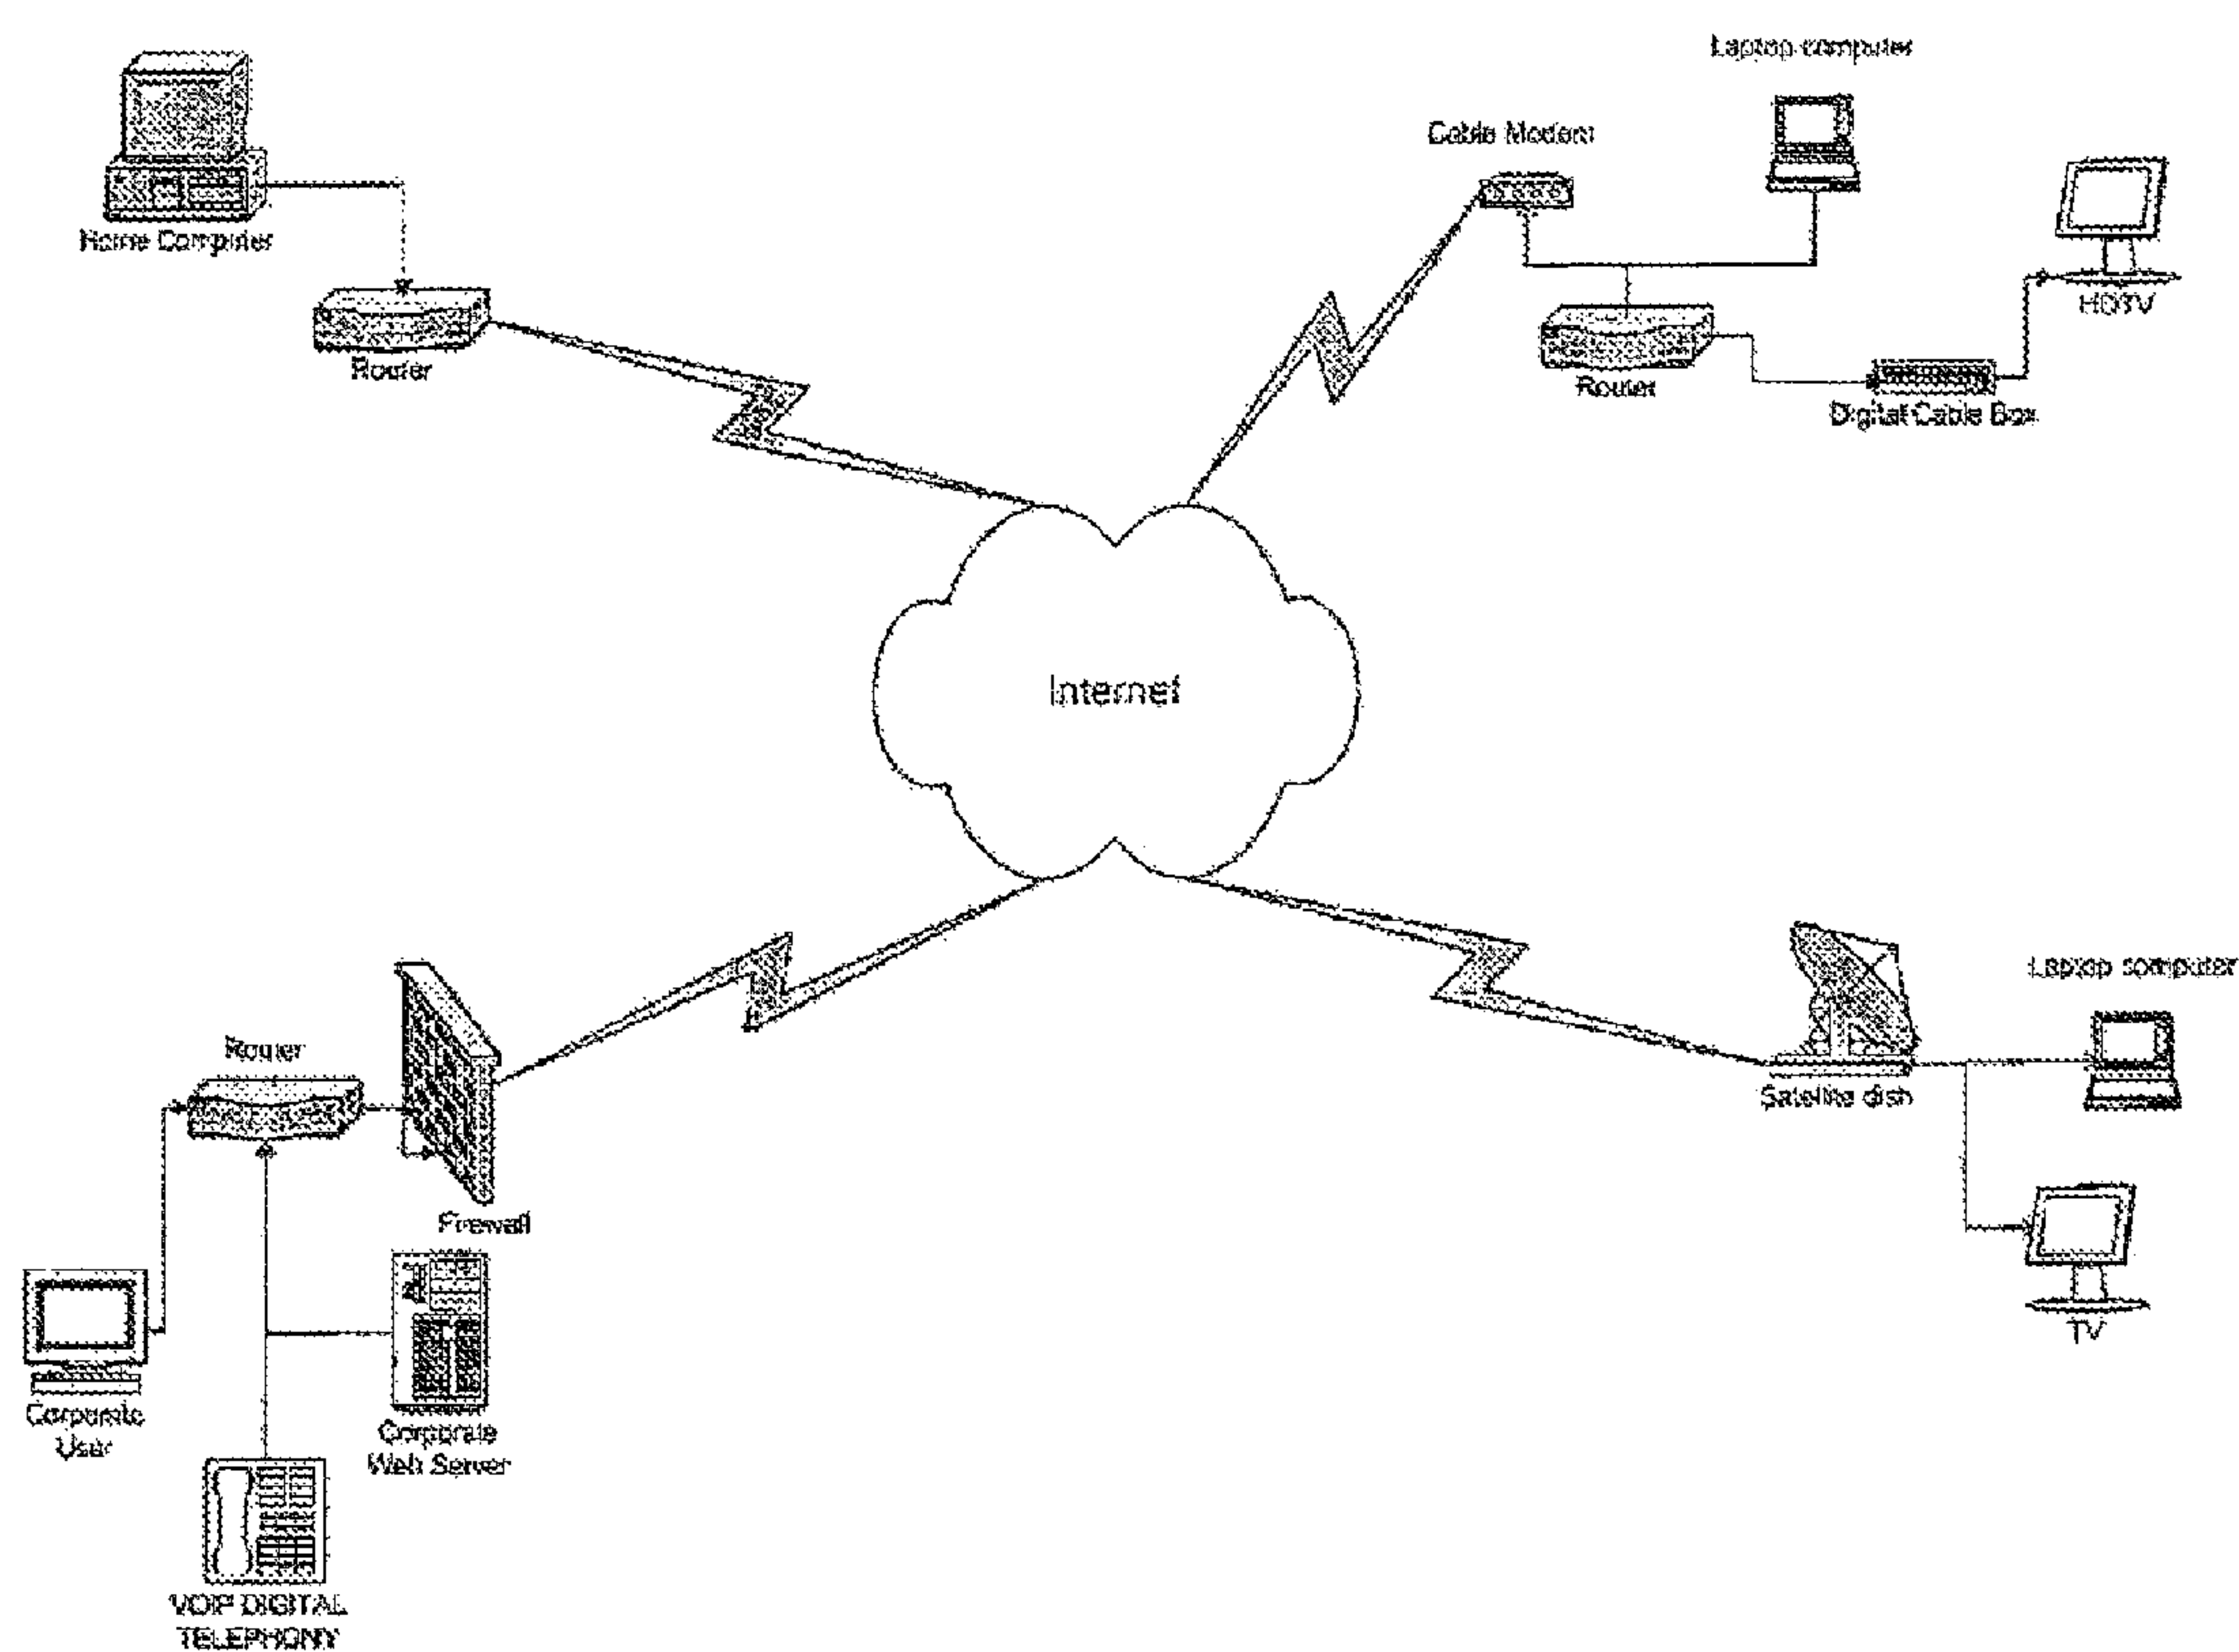 Laptop computer
Cable Modem
Home Computer
HDTV
Router
Router
Digital Cable Box
Internet
Laptop computer
Router
Satellite dish
Firewall
TV
Corporate
User
Corporate
Web Server
VOIP DIGITAL
TELEPHONY